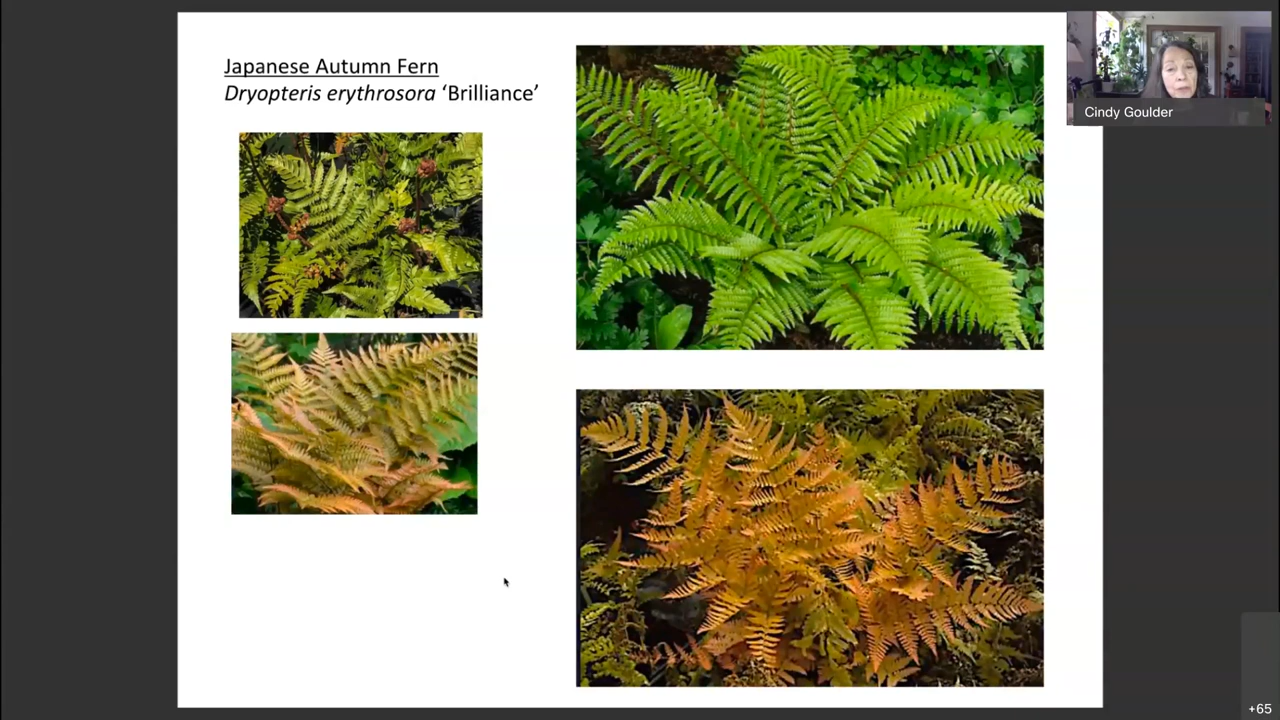 Japanese Autumn Fern
Dryopteris erythrosora ‘Brilliance’
Cindy Goulder
+65